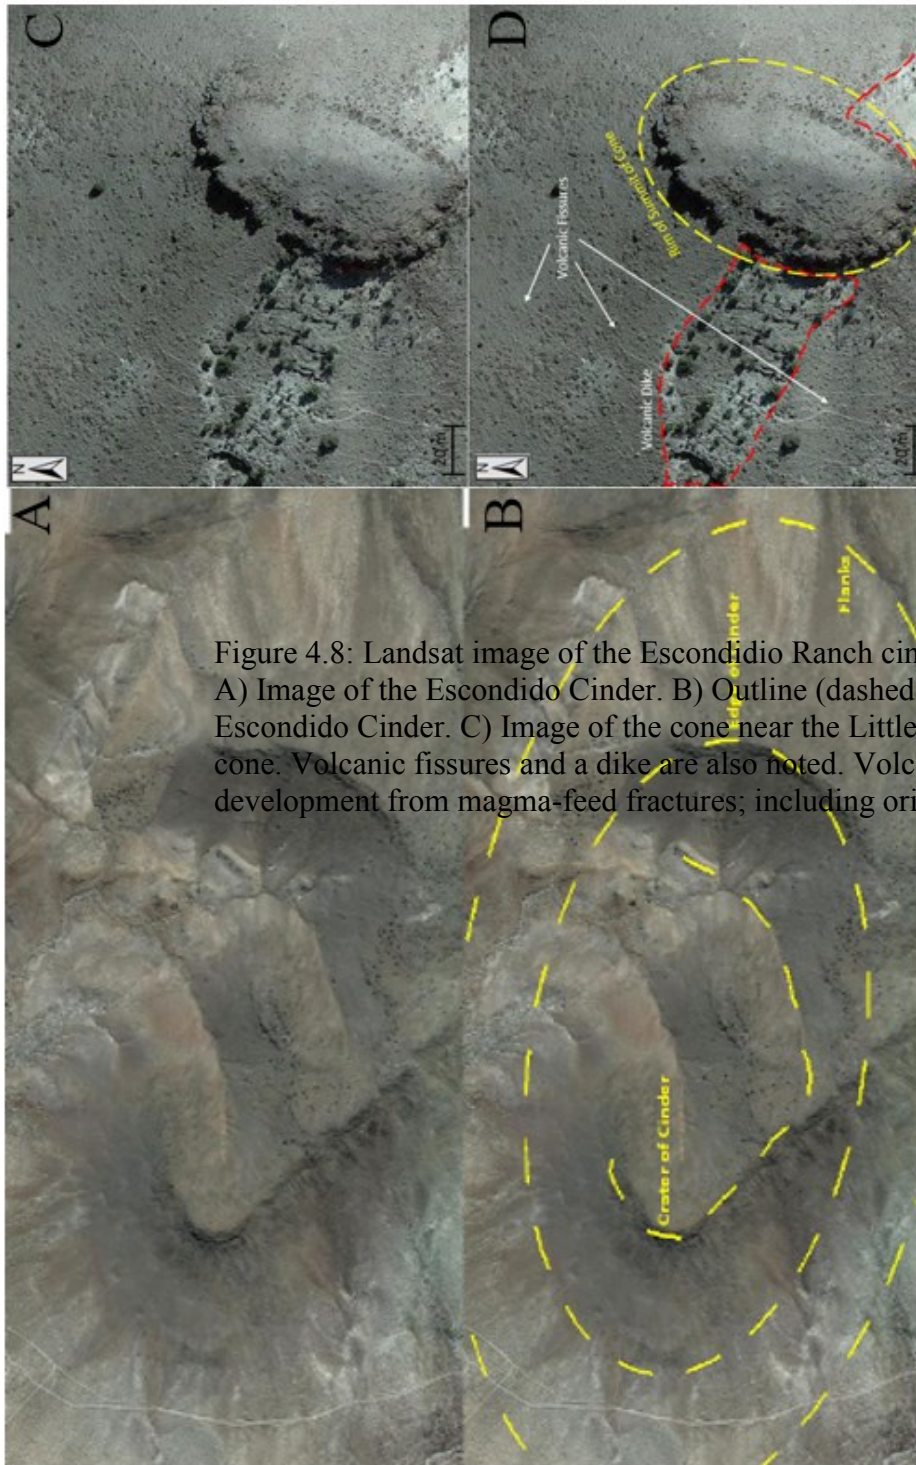 C
N
20 m
D
Rim of Summit of Cone
Volcanic Fissures
Volcanic Dike
N
20 m
A
B
Edge of Cinder
Flanks
Crater of Cinder
Figure 4.8: Landsat image of the Escondidio Ranch cin
A) Image of the Escondido Cinder. B) Outline (dashed
Escondido Cinder. C) Image of the cone near the Little
cone. Volcanic fissures and a dike are also noted. Volc
development from magma-feed fractures; including ori